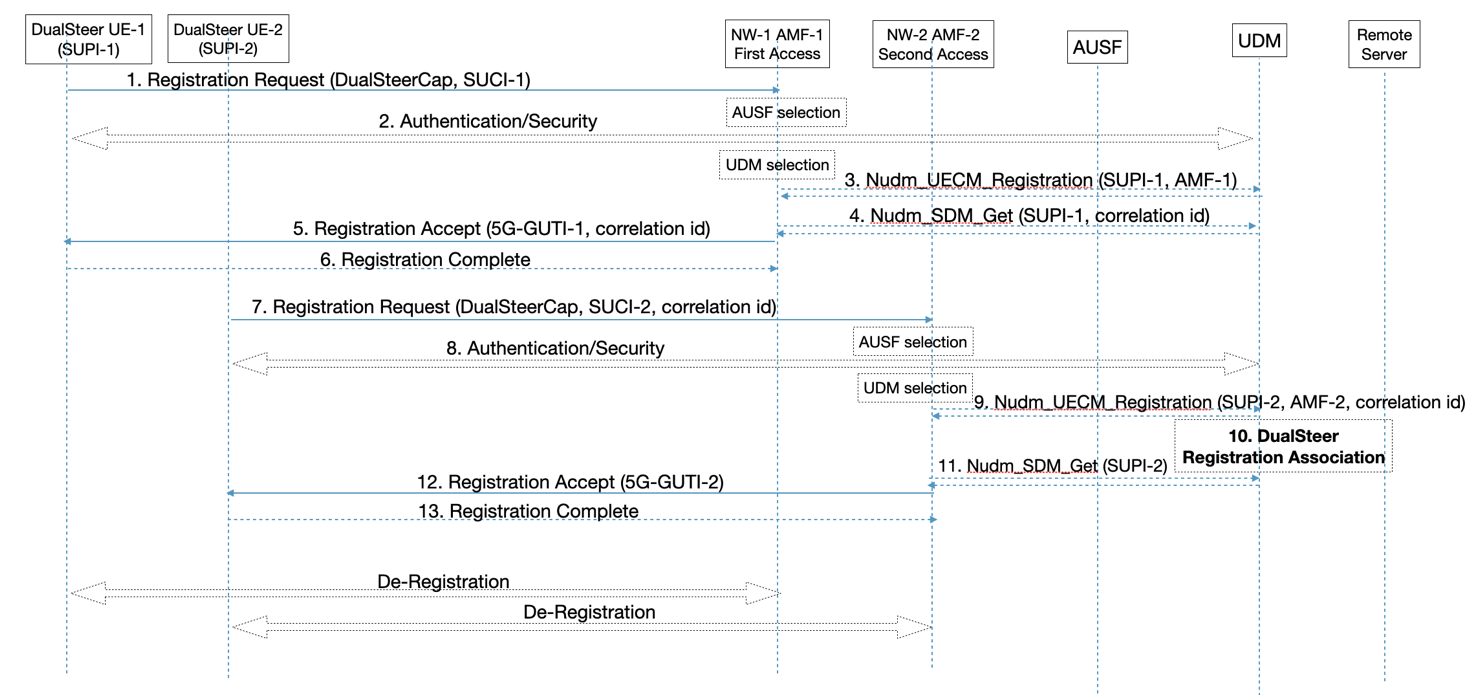 DualSteer UE-1
(SUPI-1)
DualSteer UE-2
(SUPI-2)
NW-1 AMF-1
First Access
NW-2 AMF-2
Second Access
AUSF
UDM
Remote
Server
1. Registration Request (DualSteerCap, SUCI-1)
AUSF selection
2. Authentication/Security
UDM selection
3. Nudm_UECM_Registration (SUPI-1, AMF-1)
4. Nudm_SDM_Get (SUPI-1, correlation id)
5. Registration Accept (5G-GUTI-1, correlation id)
6. Registration Complete
7. Registration Request (DualSteerCap, SUCI-2, correlation id)
AUSF selection
8. Authentication/Security
UDM selection
9. Nudm_UECM_Registration (SUPI-2, AMF-2, correlation id)
10. DualSteer
Registration Association
11. Nudm_SDM_Get (SUPI-2)
12. Registration Accept (5G-GUTI-2)
13. Registration Complete
De-Registration
De-Registration